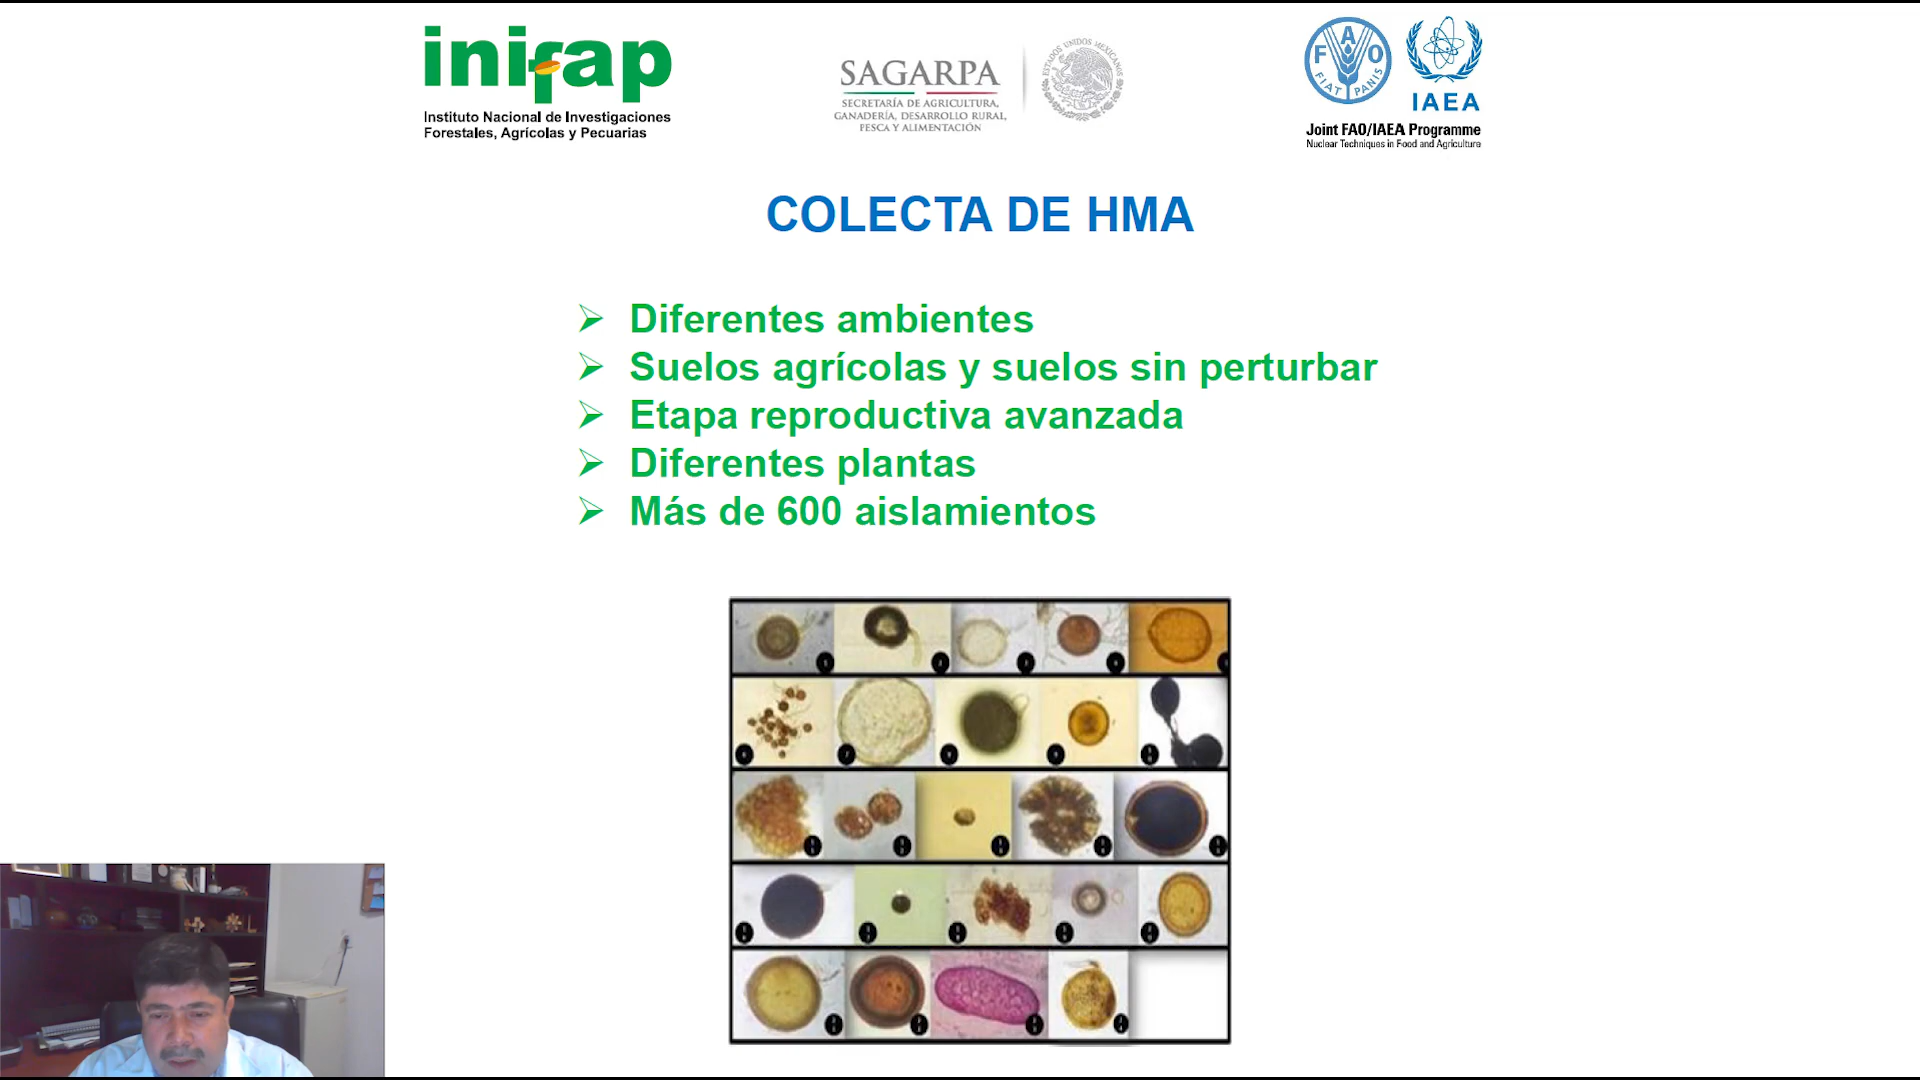 inifap
Instituto Nacional de Investigaciones
Forestales, Agrícolas y Pecuarias
SAGARPA
SECRETARÍA DE AGRICULTURA,
GANADERÍA, DESARROLLO RURAL,
PESCA Y ALIMENTACIÓN
ESTADOS UNIDOS MEXICANOS
FAO
FIAT PANIS
IAEA
Joint FAO/IAEA Programme
Nuclear Techniques in Food and Agriculture
COLECTA DE HMA
Diferentes ambientes
Suelos agrícolas y suelos sin perturbar
Etapa reproductiva avanzada
Diferentes plantas
Más de 600 aislamientos